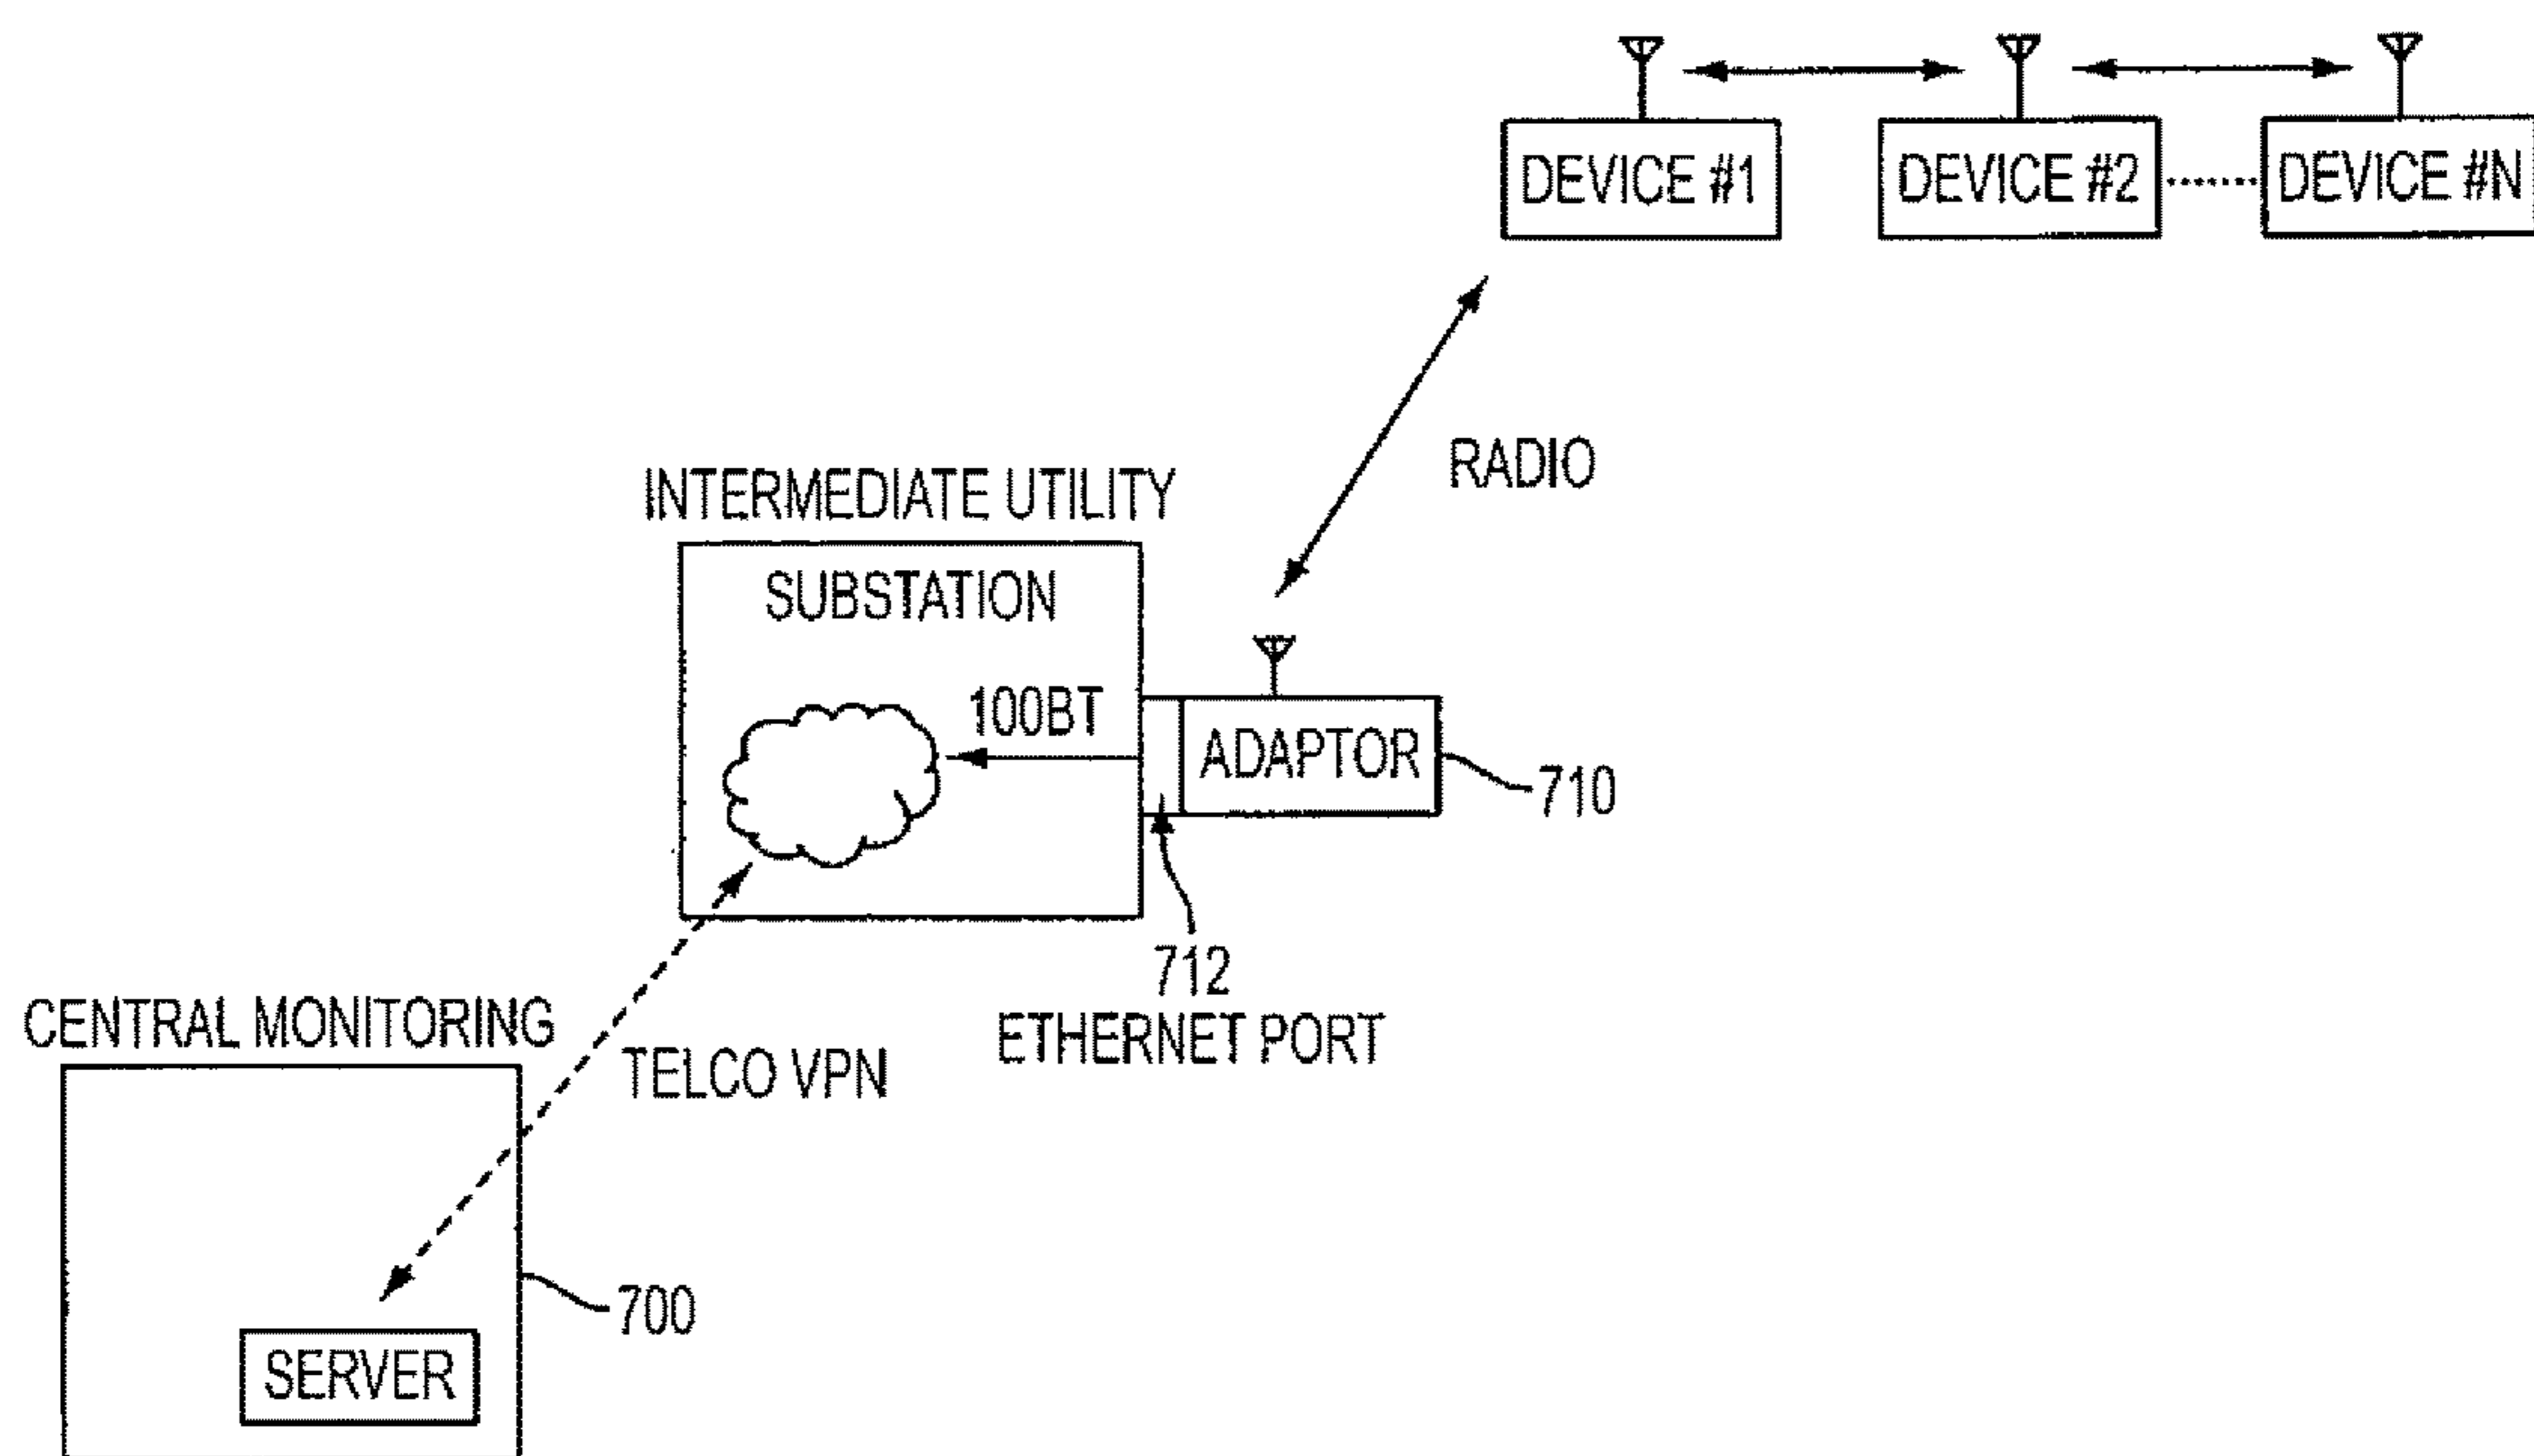 DEVICE #1
DEVICE #2
DEVICE #N
RADIO
INTERMEDIATE UTILITY
SUBSTATION
100BT
ADAPTOR
710
712
ETHERNET PORT
CENTRAL MONITORING
TELCO VPN
700
SERVER